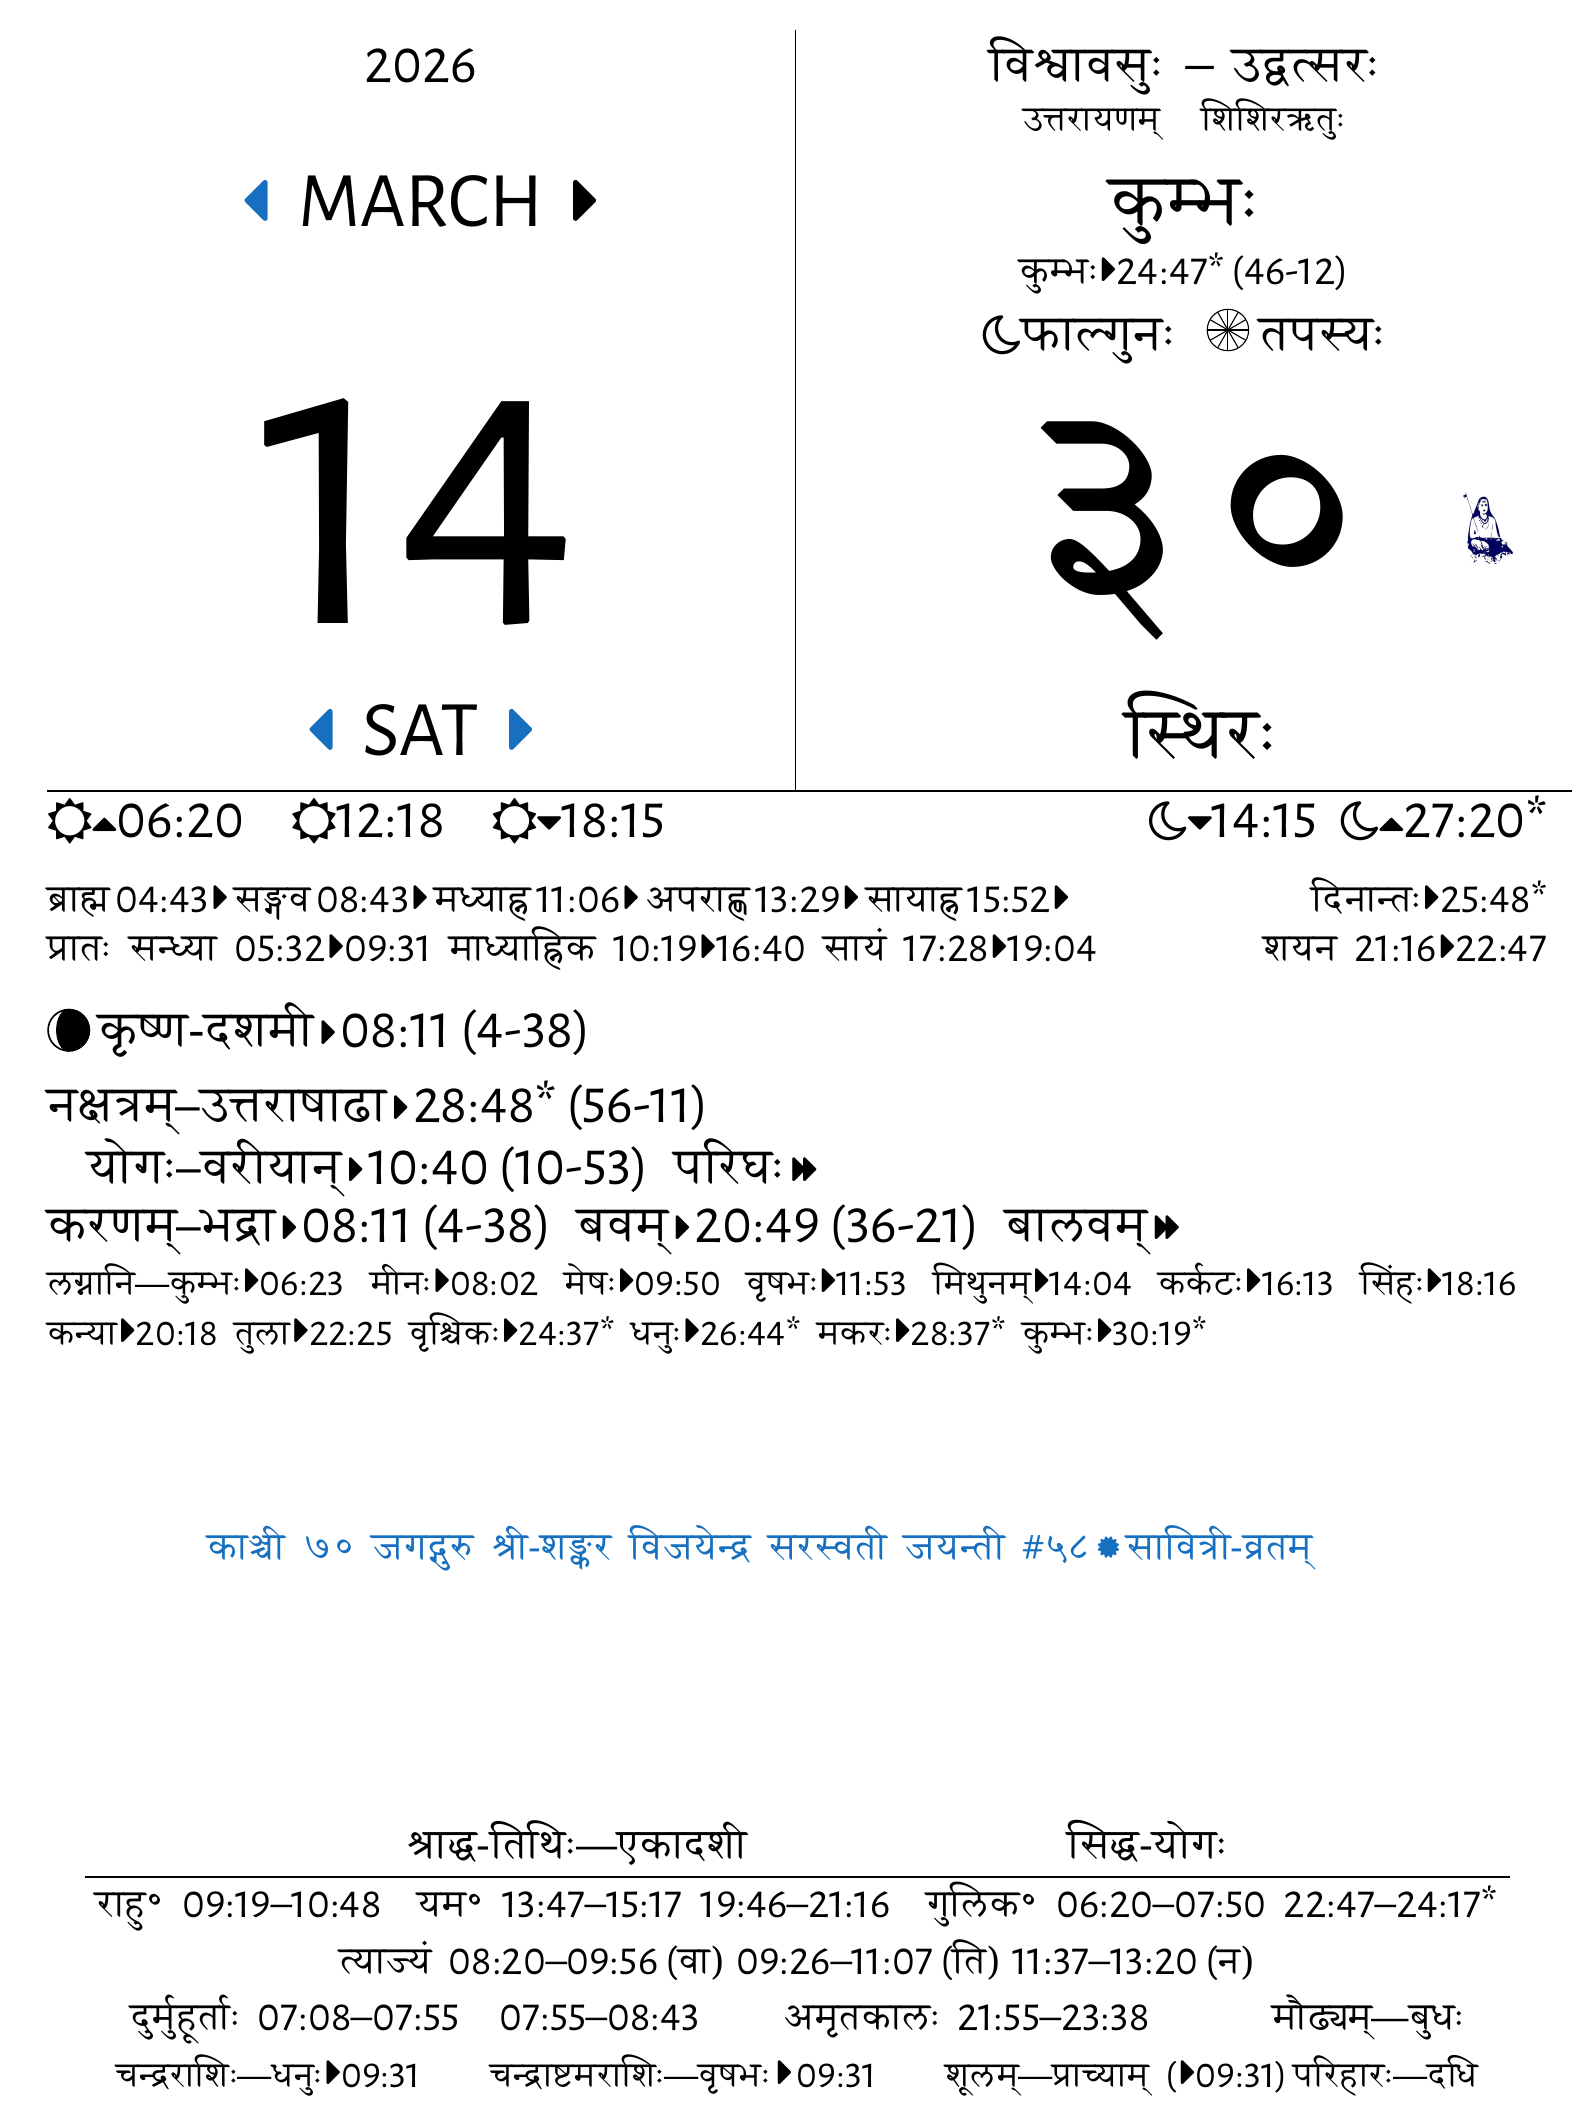 2026
MARCH
14
SAT
विश्वावसुः – उद्वत्सरः
उत्तरायणम् शिशिरऋतुः
कुम्भः
कुम्भः⏵24:47* (46-12)
फाल्गुनः तपस्यः
३०
स्थिरः
06:20 12:18 18:15 14:15 27:20*
ब्राह्म 04:43⏵ सङ्गव 08:43⏵ मध्याह्न 11:06⏵ अपराह्ण 13:29⏵ सायाह्न 15:52⏵ दिनान्तः⏵25:48*
प्रातः सन्ध्या 05:32⏵09:31 माध्याह्निक 10:19⏵16:40 सायं 17:28⏵19:04 शयन 21:16⏵22:47
कृष्ण-दशमी⏵08:11 (4-38)
नक्षत्रम्–उत्तराषाढा⏵28:48* (56-11)
योगः–वरीयान्⏵10:40 (10-53) परिघः⏩
करणम्–भद्रा⏵08:11 (4-38) बवम्⏵20:49 (36-21) बालवम्⏩
लग्नानि—कुम्भः⏵06:23 मीनः⏵08:02 मेषः⏵09:50 वृषभः⏵11:53 मिथुनम्⏵14:04 कर्कटः⏵16:13 सिंहः⏵18:16
कन्या⏵20:18 तुला⏵22:25 वृश्चिकः⏵24:37* धनुः⏵26:44* मकरः⏵28:37* कुम्भः⏵30:19*
काञ्ची ७० जगद्गुरु श्री-शङ्कर विजयेन्द्र सरस्वती जयन्ती #५८ सावित्री-व्रतम्
श्राद्ध-तिथिः—एकादशी सिद्ध-योगः
राहु° 09:19–10:48 यम° 13:47–15:17 19:46–21:16 गुलिक° 06:20–07:50 22:47–24:17*
त्याज्यं 08:20–09:56 (वा) 09:26–11:07 (ति) 11:37–13:20 (न)
दुर्मुहूर्ताः 07:08–07:55 07:55–08:43 अमृतकालः 21:55–23:38 मौढ्यम्—बुधः
चन्द्रराशिः—धनुः⏵09:31 चन्द्राष्टमराशिः—वृषभः⏵09:31 शूलम्—प्राच्याम् (⏵09:31) परिहारः—दधि